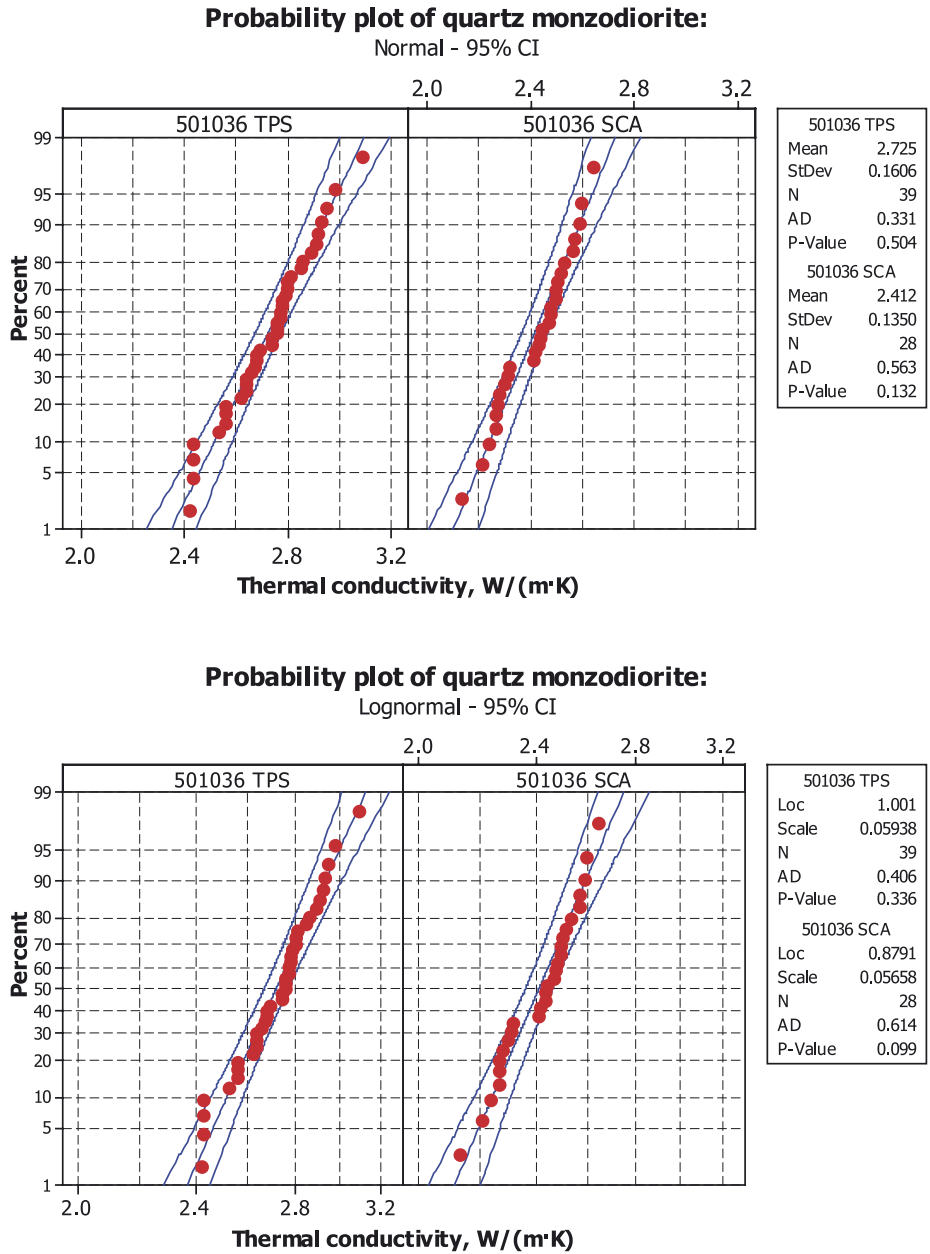 Probability plot of quartz monzodiorite:
Normal - 95% CI
2.0 2.4 2.8 3.2
501036 TPS 501036 SCA
99
95
90
80
70
60
50
40
30
20
10
5
1
Percent
2.0 2.4 2.8 3.2
Thermal conductivity, W/(m·K)
501036 TPS
Mean 2.725
StDev 0.1606
N 39
AD 0.331
P-Value 0.504
501036 SCA
Mean 2.412
StDev 0.1350
N 28
AD 0.563
P-Value 0.132
Probability plot of quartz monzodiorite:
Lognormal - 95% CI
2.0 2.4 2.8 3.2
501036 TPS 501036 SCA
99
95
90
80
70
60
50
40
30
20
10
5
1
Percent
2.0 2.4 2.8 3.2
Thermal conductivity, W/(m·K)
501036 TPS
Loc 1.001
Scale 0.05938
N 39
AD 0.406
P-Value 0.336
501036 SCA
Loc 0.8791
Scale 0.05658
N 28
AD 0.614
P-Value 0.099